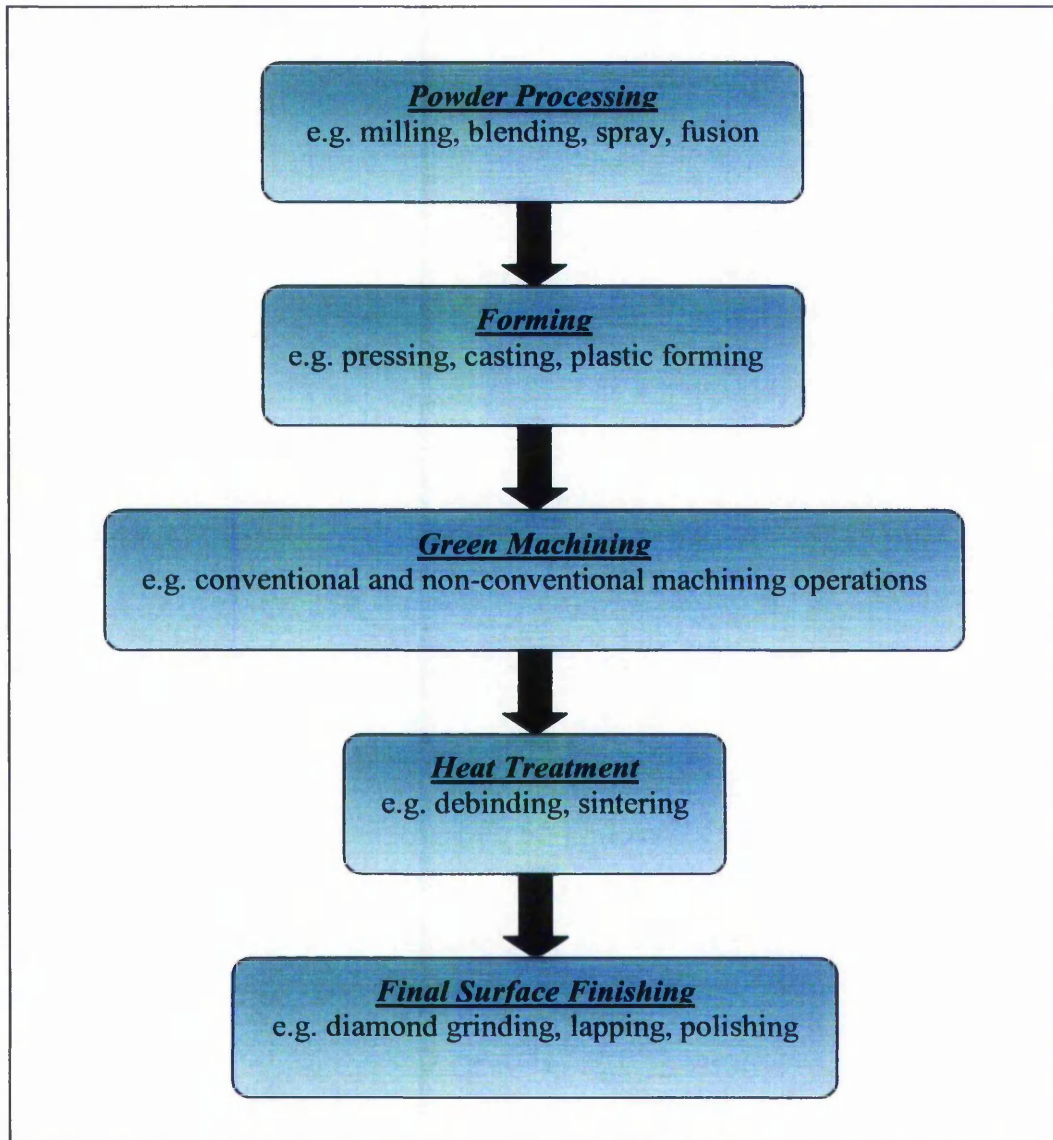 Powder Processing
e.g. milling, blending, spray, fusion
Forming
e.g. pressing, casting, plastic forming
Green Machining
e.g. conventional and non-conventional machining operations
Heat Treatment
e.g. debinding, sintering
Final Surface Finishing
e.g. diamond grinding, lapping, polishing